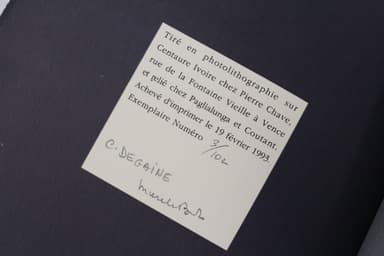 Tiré en photolithographie sur
Centaure Ivoire chez Pierre Chave,
rue de la Fontaine Vieille à Vence
et relié chez Paglialunga et Coutant.
Achevé d'imprimer le 19 février 1993.
Exemplaire Numéro 3/102
C. DEGAINE